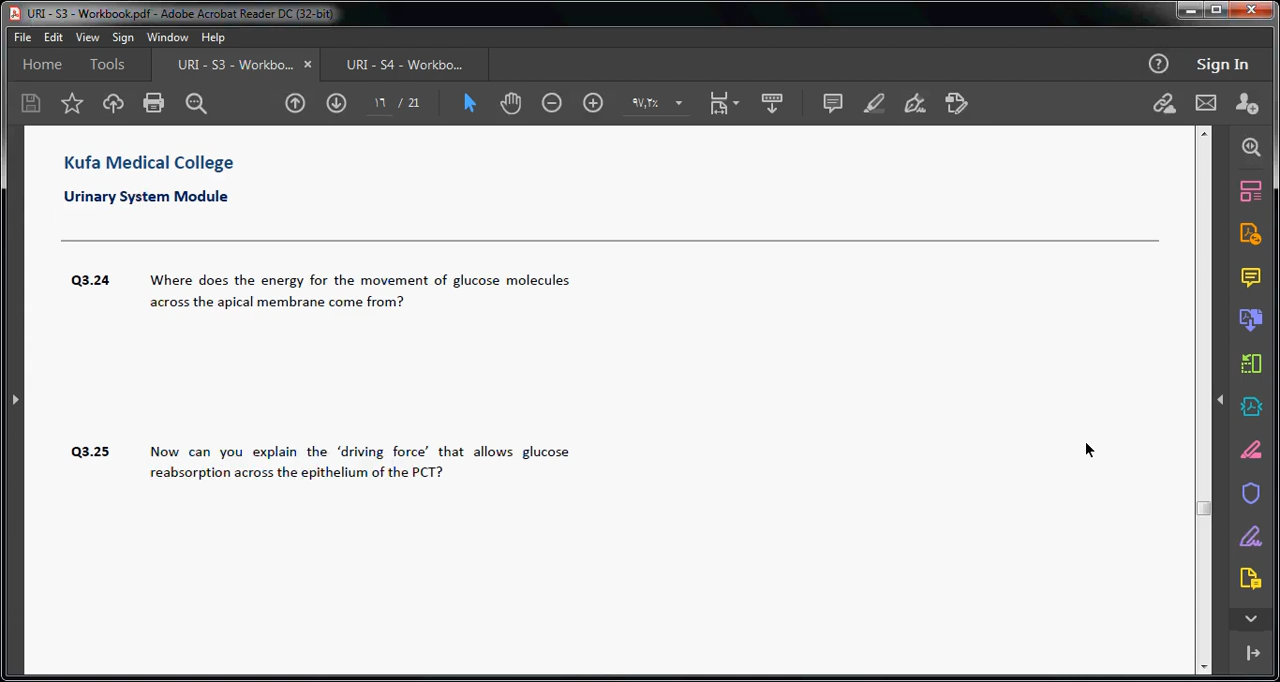 URI - S3 - Workbook.pdf - Adobe Acrobat Reader DC (32-bit)
File Edit View Sign Window Help
Home Tools URI - S3 - Workbo... × URI - S4 - Workbo... Sign In
١٦ / 21 ٩٧,٢٪
Kufa Medical College
Urinary System Module
Q3.24 Where does the energy for the movement of glucose molecules
across the apical membrane come from?
Q3.25 Now can you explain the ‘driving force’ that allows glucose
reabsorption across the epithelium of the PCT?